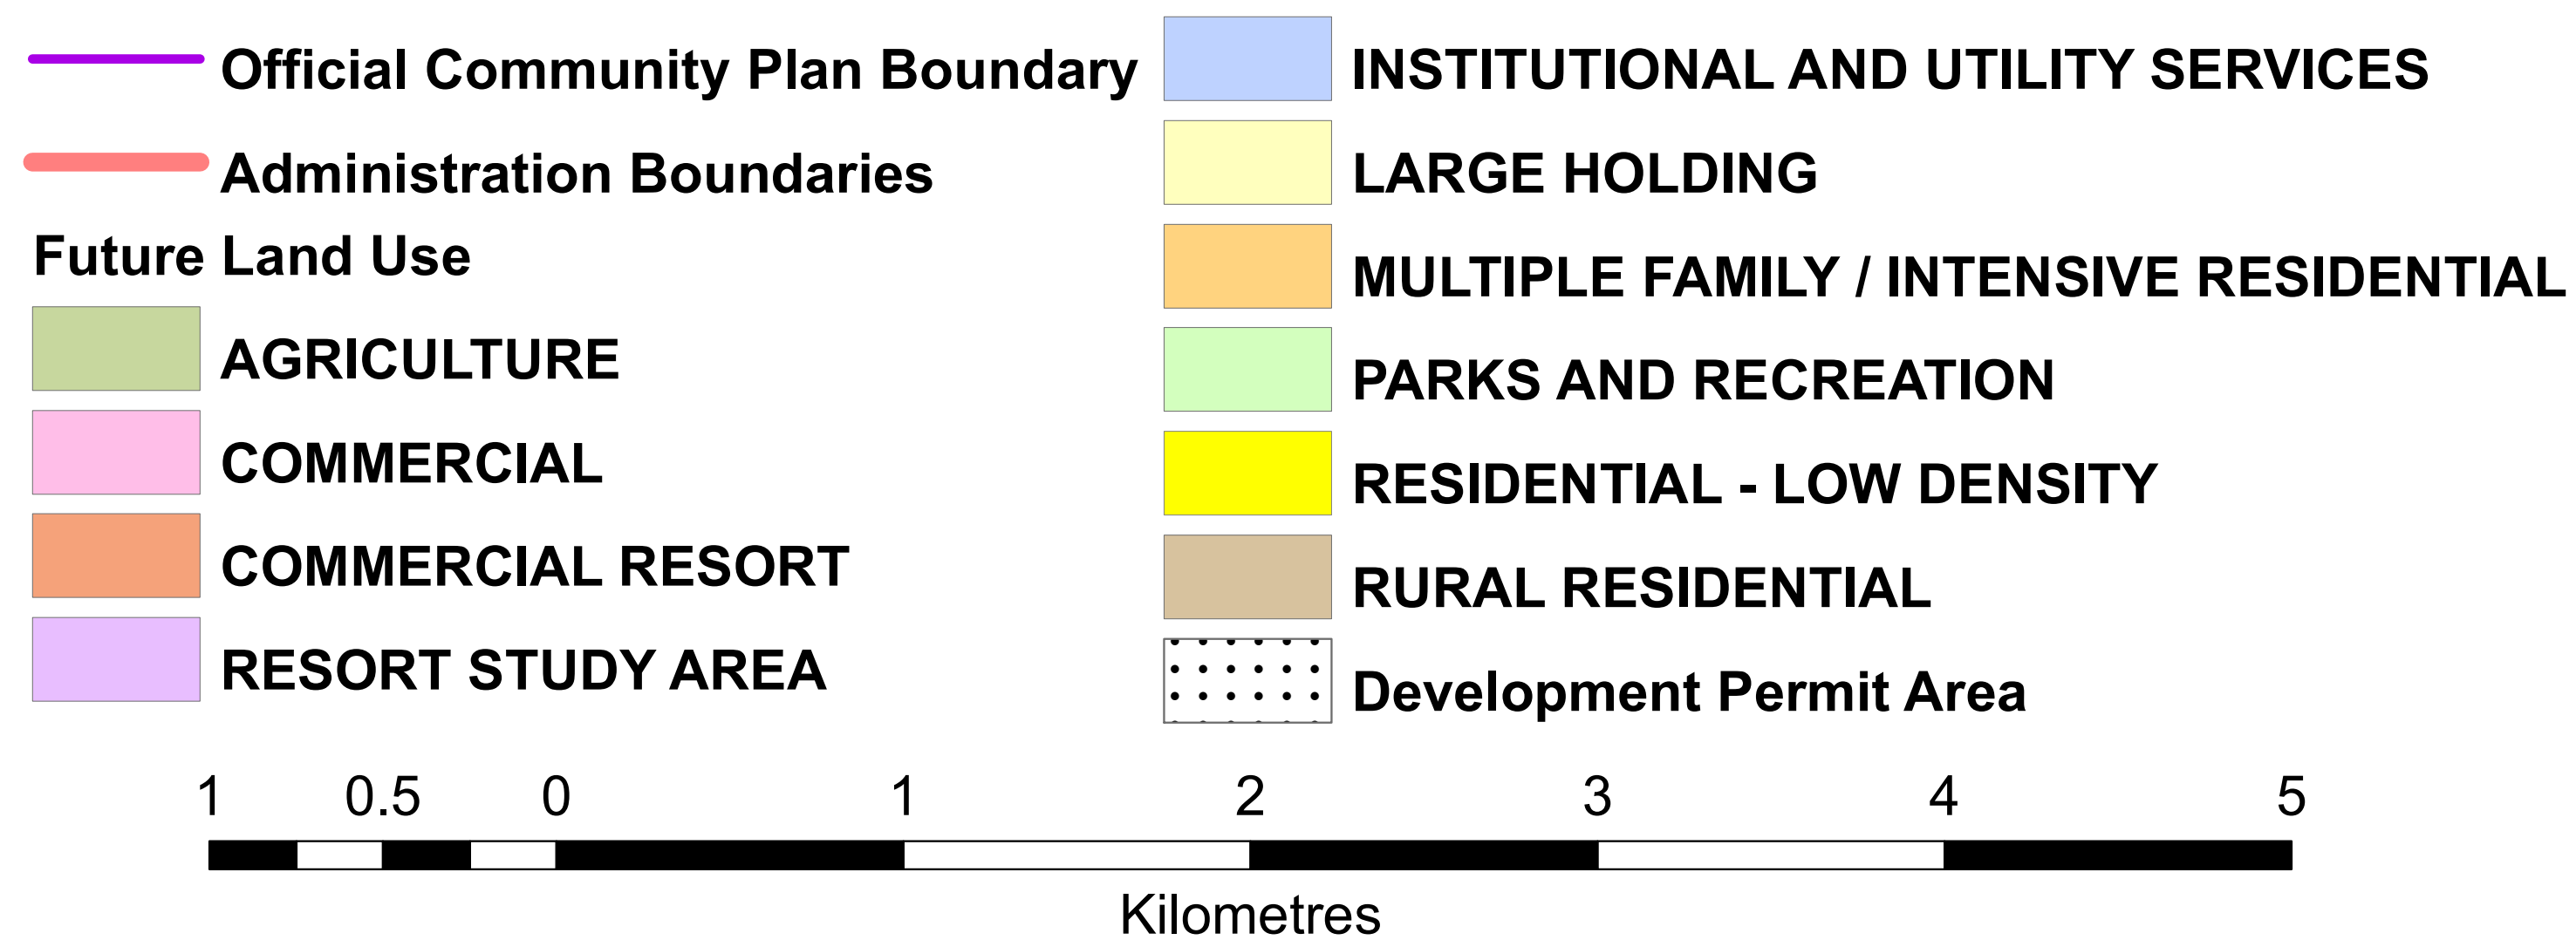 Official Community Plan Boundary
Administration Boundaries
Future Land Use
AGRICULTURE
COMMERCIAL
COMMERCIAL RESORT
RESORT STUDY AREA
INSTITUTIONAL AND UTILITY SERVICES
LARGE HOLDING
MULTIPLE FAMILY / INTENSIVE RESIDENTIAL
PARKS AND RECREATION
RESIDENTIAL - LOW DENSITY
RURAL RESIDENTIAL
Development Permit Area
1 0.5 0 1 2 3 4 5
Kilometres